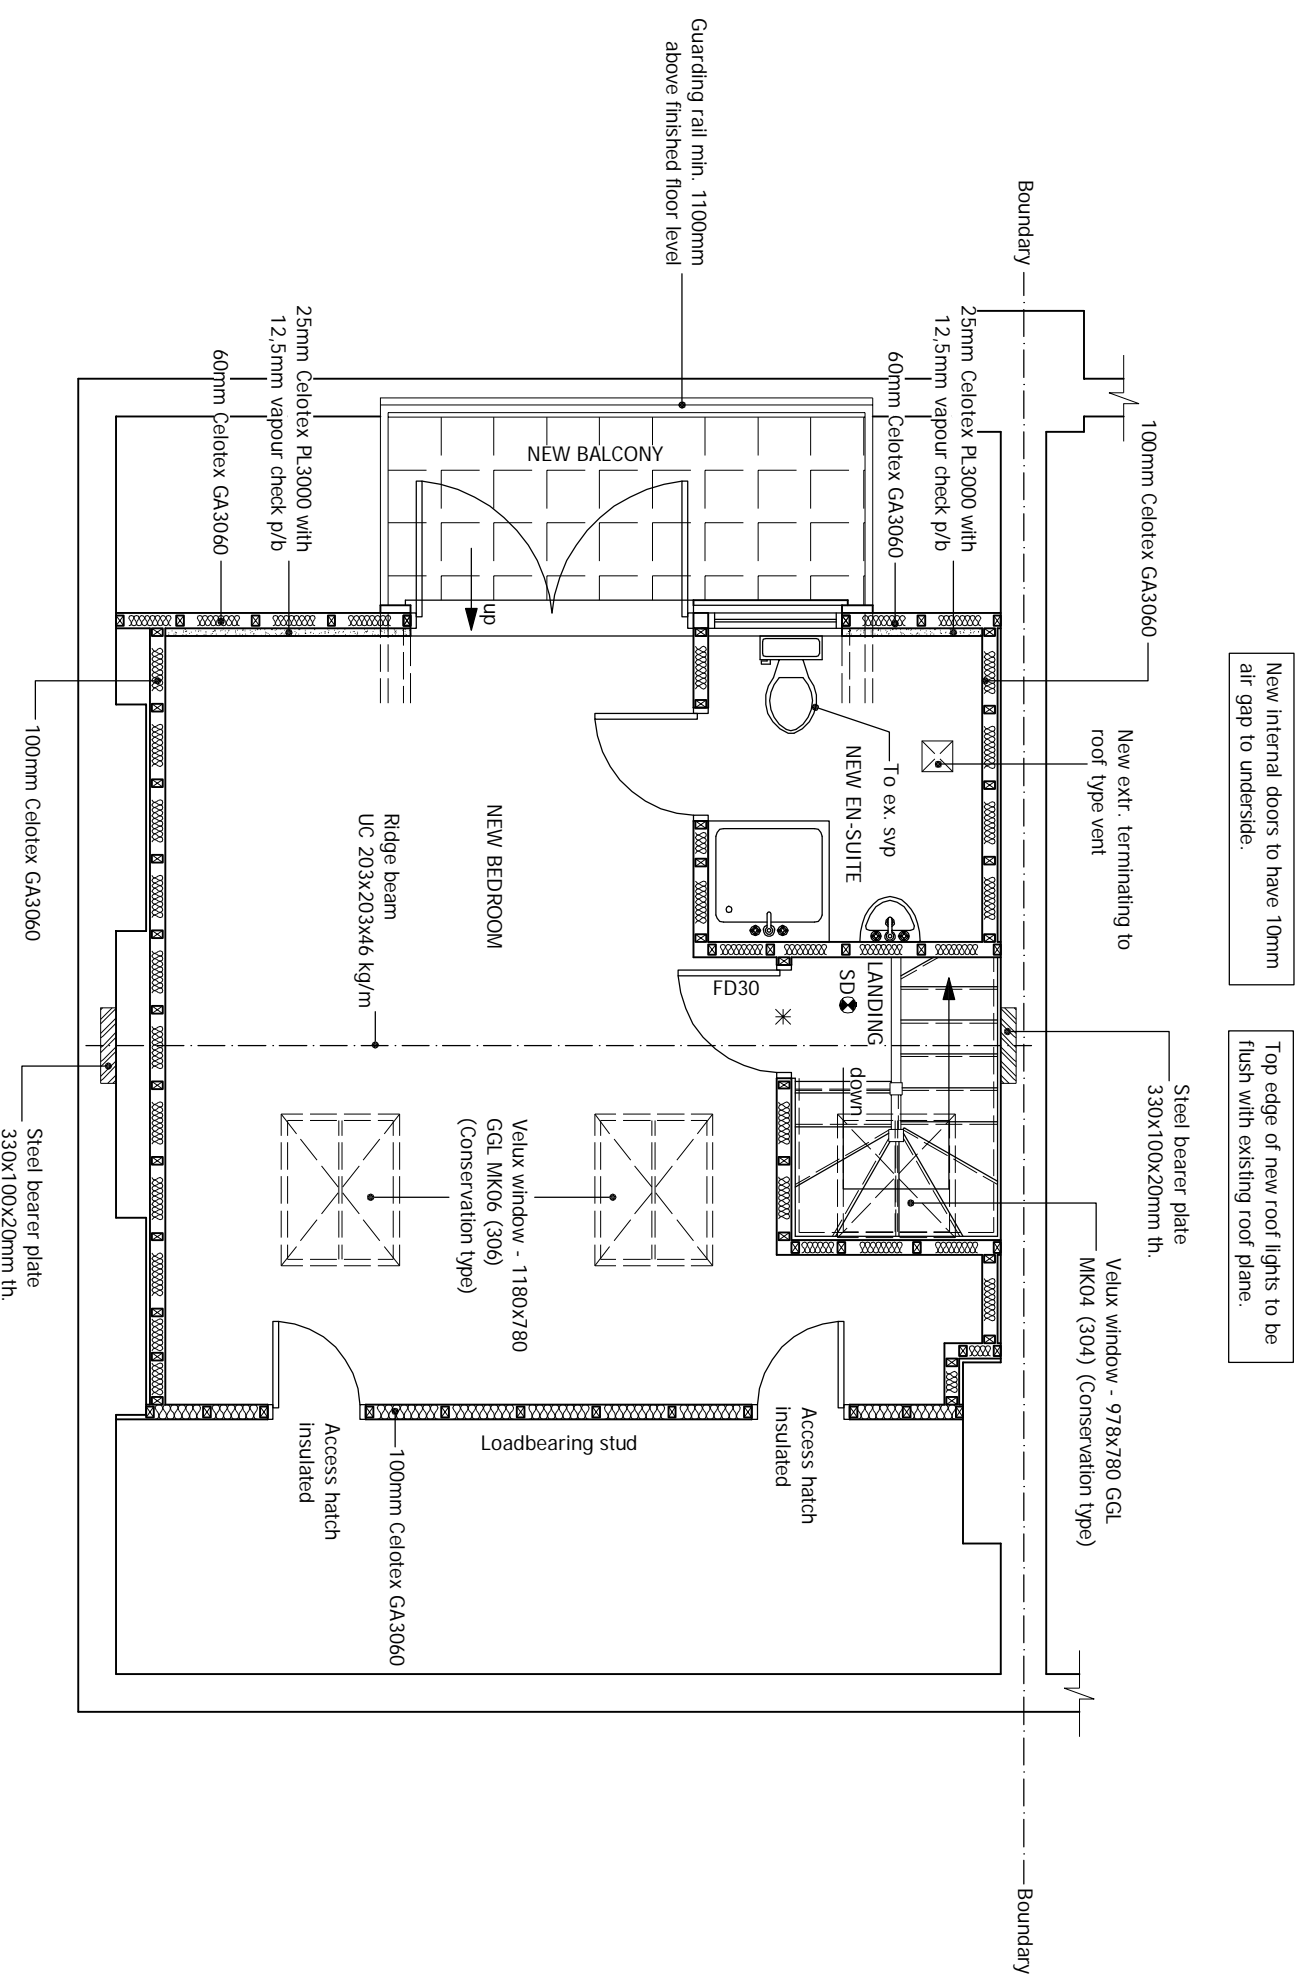 New internal doors to have 10mm
air gap to underside.
Top edge of new roof lights to be
flush with existing roof plane.
Boundary
Boundary
Guarding rail min. 1100mm
above finished floor level
25mm Celotex PL3000 with
12,5mm vapour check p/b
60mm Celotex GA3060
100mm Celotex GA3060
New extr. terminating to
roof type vent
Steel bearer plate
330x100x20mm th.
Velux window - 978x780 GGL
MK04 (304) (Conservation type)
NEW BALCONY
up
To ex. svp
NEW EN-SUITE
LANDING
SD
FD30
down
NEW BEDROOM
Ridge beam
UC 203x203x46 kg/m
Velux window - 1180x780
GGL MK06 (306)
(Conservation type)
Access hatch
insulated
Loadbearing stud
Access hatch
insulated
100mm Celotex GA3060
25mm Celotex PL3000 with
12,5mm vapour check p/b
60mm Celotex GA3060
100mm Celotex GA3060
Steel bearer plate
330x100x20mm th.